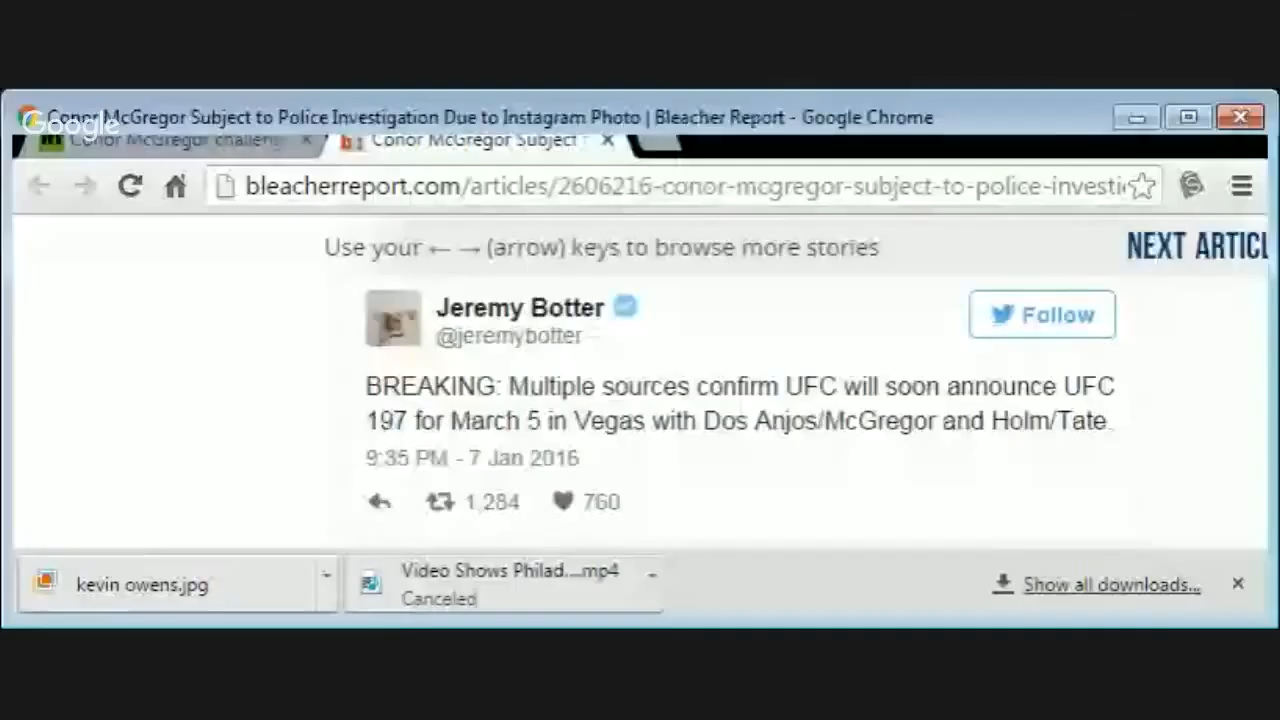 Conor McGregor Subject to Police Investigation Due to Instagram Photo | Bleacher Report - Google Chrome
Google
Conor McGregor challeng
Conor McGregor Subject
bleacherreport.com/articles/2606216-conor-mcgregor-subject-to-police-investi
Use your ← → (arrow) keys to browse more stories
NEXT ARTICL
Jeremy Botter
@jeremybotter
Follow
BREAKING: Multiple sources confirm UFC will soon announce UFC
197 for March 5 in Vegas with Dos Anjos/McGregor and Holm/Tate.
9:35 PM - 7 Jan 2016
1,284 760
kevin owens.jpg
Video Shows Philad....mp4
Canceled
Show all downloads...